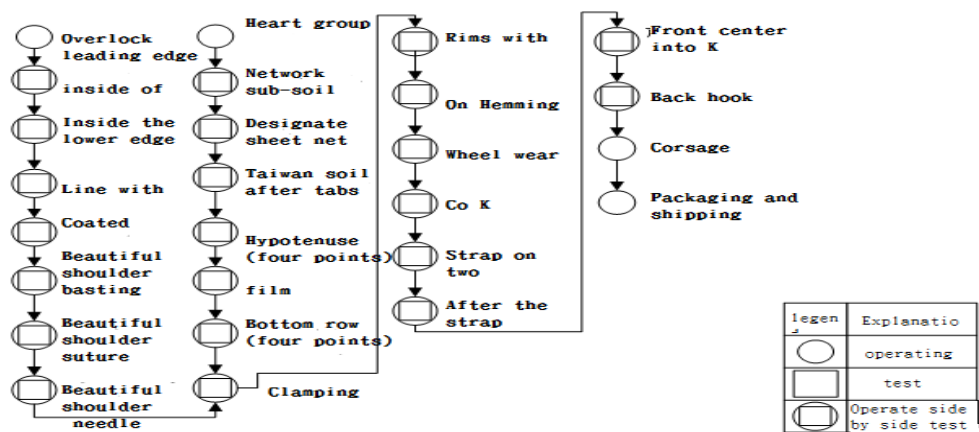 Overlock
leading edge
inside of
Inside the
lower edge
Line with
Coated
Beautiful
shoulder
basting
Beautiful
shoulder
suture
Beautiful
shoulder
needle
Heart group
Network
sub-soil
Designate
sheet net
Taiwan soil
after tabs
Hypotenuse
(four points)
film
Bottom row
(four points)
Clamping
Rims with
On Hemming
Wheel wear
Co K
Strap on
two
After the
strap
Front center
into K
Back hook
Corsage
Packaging and
shipping
legen Explanatio
operating
test
Operate side
by side test